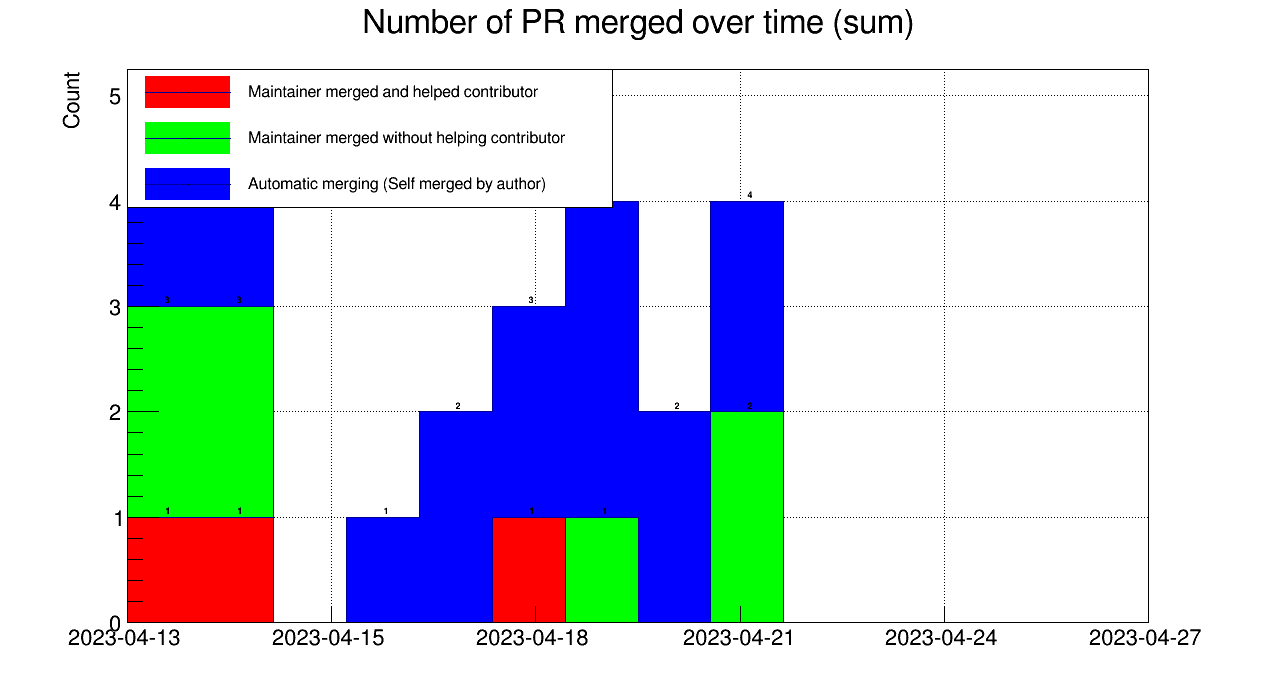 Number of PR merged over time (sum)
Count
Maintainer merged and helped contributor
Maintainer merged without helping contributor
Automatic merging (Self merged by author)
5
4
4
3
3 3 3
2
2 2 2
1
1 1 1 1 1
0
2023-04-13 2023-04-15 2023-04-18 2023-04-21 2023-04-24 2023-04-27